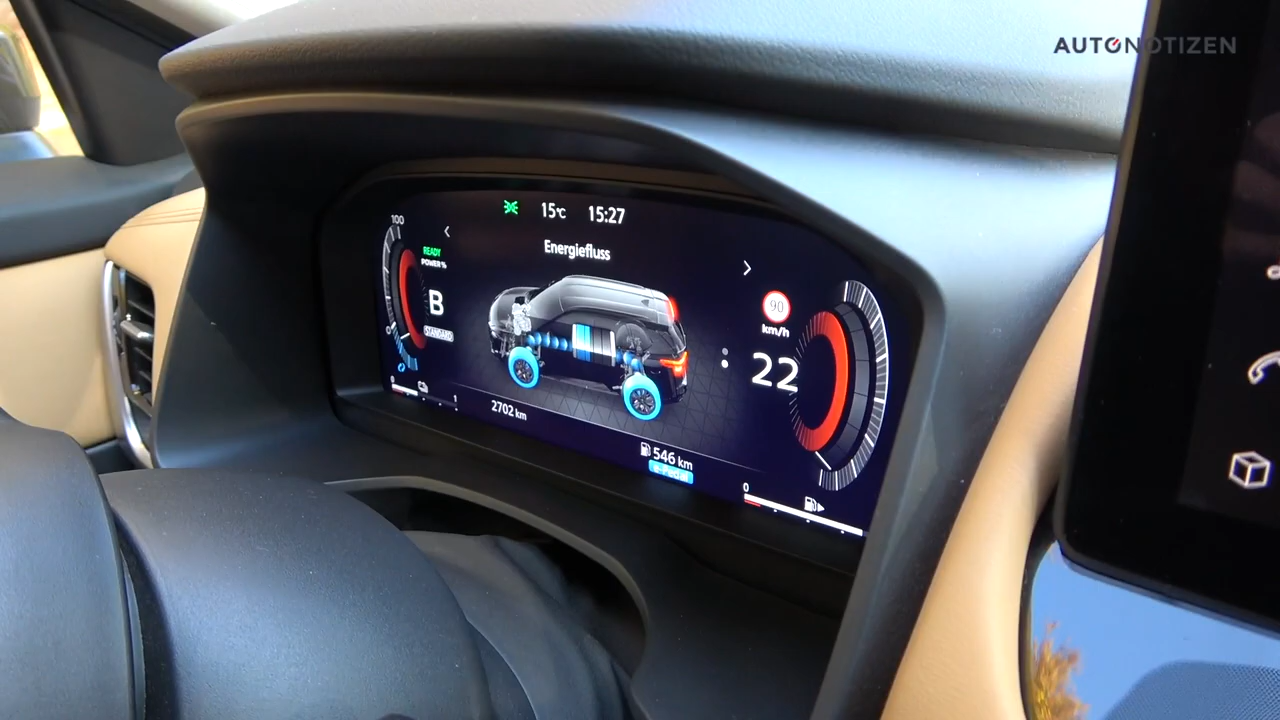 AUTONOTIZEN
15°C 15:27
Energiefluss
100
READY
POWER %
B
STANDARD
0
90
km/h
22
0
1
2702 km
546 km
e-Pedal
0